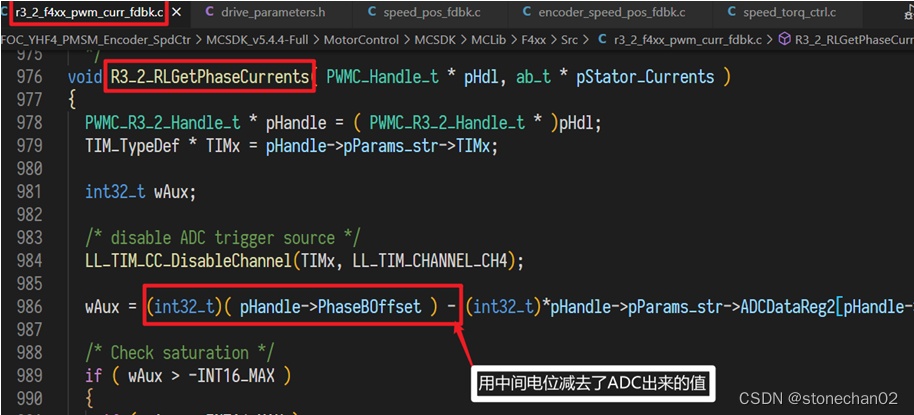 r3_2_f4xx_pwm_curr_fdbk.c × C drive_parameters.h C speed_pos_fdbk.c C encoder_speed_pos_fdbk.c C speed_torq_ctrl.c
FOC_YHF4_PMSM_Encoder_SpdCtr > MCSDK_v5.4.4-Full > MotorControl > MCSDK > MCLib > F4xx > Src > C r3_2_f4xx_pwm_curr_fdbk.c > R3_2_RLGetPhaseCurr
975 */
976 void R3_2_RLGetPhaseCurrents( PWMC_Handle_t * pHdl, ab_t * pStator_Currents )
977 {
978 PWMC_R3_2_Handle_t * pHandle = ( PWMC_R3_2_Handle_t * )pHdl;
979 TIM_TypeDef * TIMx = pHandle->pParams_str->TIMx;
980
981 int32_t wAux;
982
983 /* disable ADC trigger source */
984 LL_TIM_CC_DisableChannel(TIMx, LL_TIM_CHANNEL_CH4);
985
986 wAux = (int32_t)( pHandle->PhaseBOffset ) - (int32_t)*pHandle->pParams_str->ADCDataReg2[pHandle->
987
988 /* Check saturation */
989 if ( wAux > -INT16_MAX )
990 {
用中间电位减去了ADC出来的值
CSDN @stonechan02